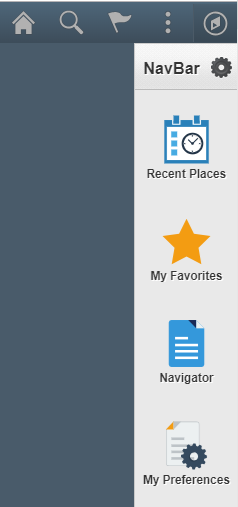 NavBar
Recent Places
My Favorites
Navigator
My Preferences